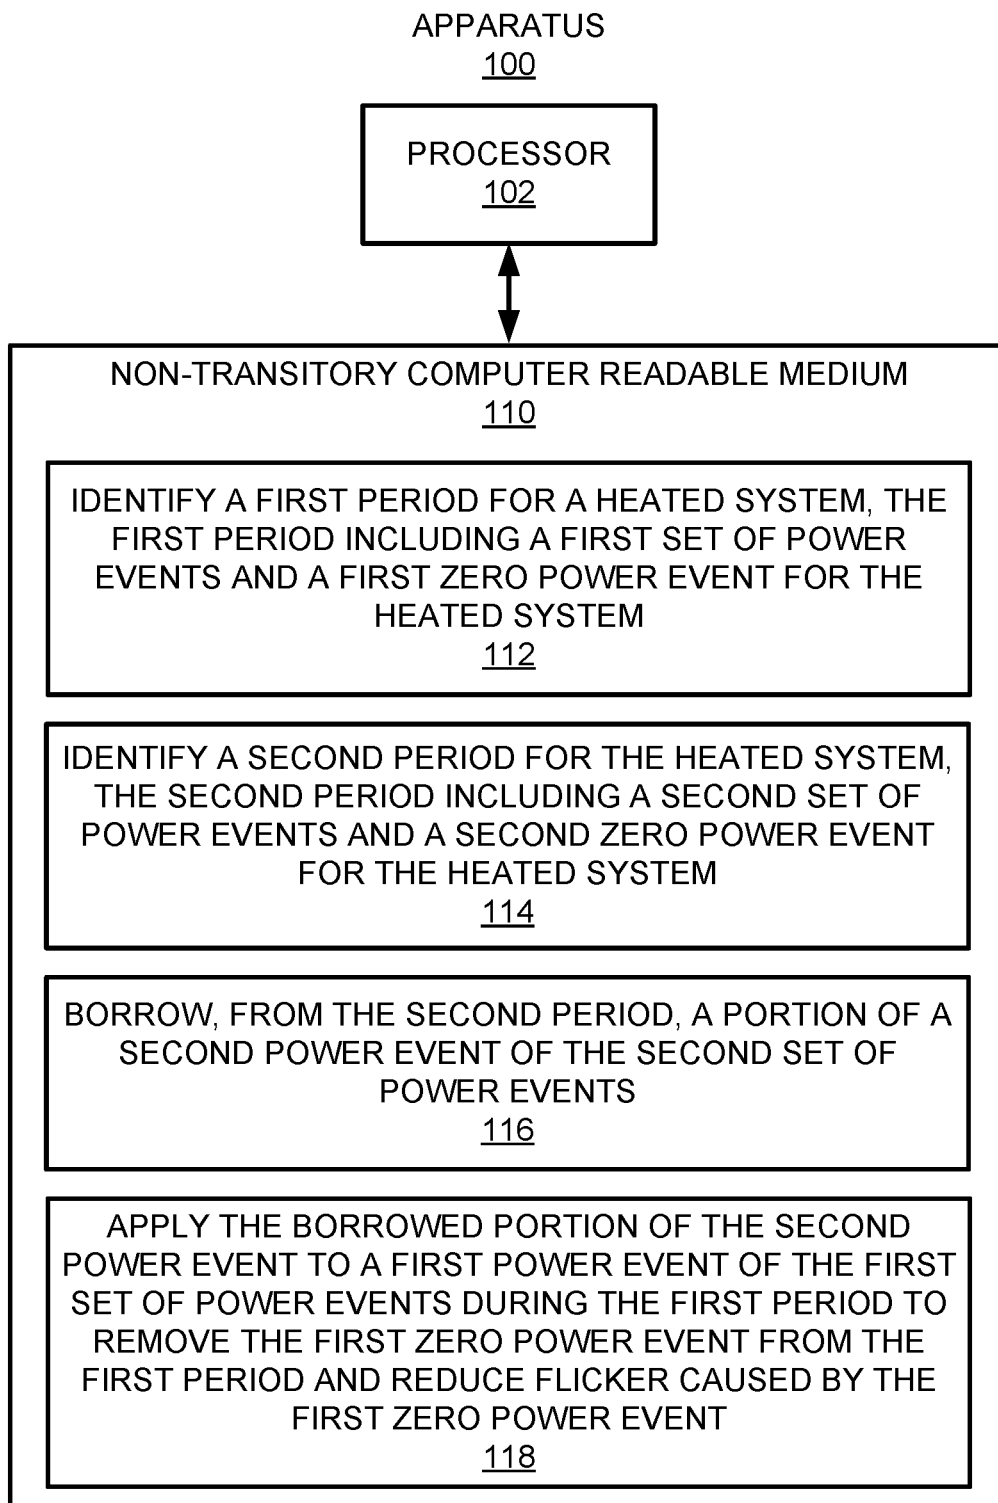 APPARATUS
100
PROCESSOR
102
NON-TRANSITORY COMPUTER READABLE MEDIUM
110
IDENTIFY A FIRST PERIOD FOR A HEATED SYSTEM, THE
FIRST PERIOD INCLUDING A FIRST SET OF POWER
EVENTS AND A FIRST ZERO POWER EVENT FOR THE
HEATED SYSTEM
112
IDENTIFY A SECOND PERIOD FOR THE HEATED SYSTEM,
THE SECOND PERIOD INCLUDING A SECOND SET OF
POWER EVENTS AND A SECOND ZERO POWER EVENT
FOR THE HEATED SYSTEM
114
BORROW, FROM THE SECOND PERIOD, A PORTION OF A
SECOND POWER EVENT OF THE SECOND SET OF
POWER EVENTS
116
APPLY THE BORROWED PORTION OF THE SECOND
POWER EVENT TO A FIRST POWER EVENT OF THE FIRST
SET OF POWER EVENTS DURING THE FIRST PERIOD TO
REMOVE THE FIRST ZERO POWER EVENT FROM THE
FIRST PERIOD AND REDUCE FLICKER CAUSED BY THE
FIRST ZERO POWER EVENT
118